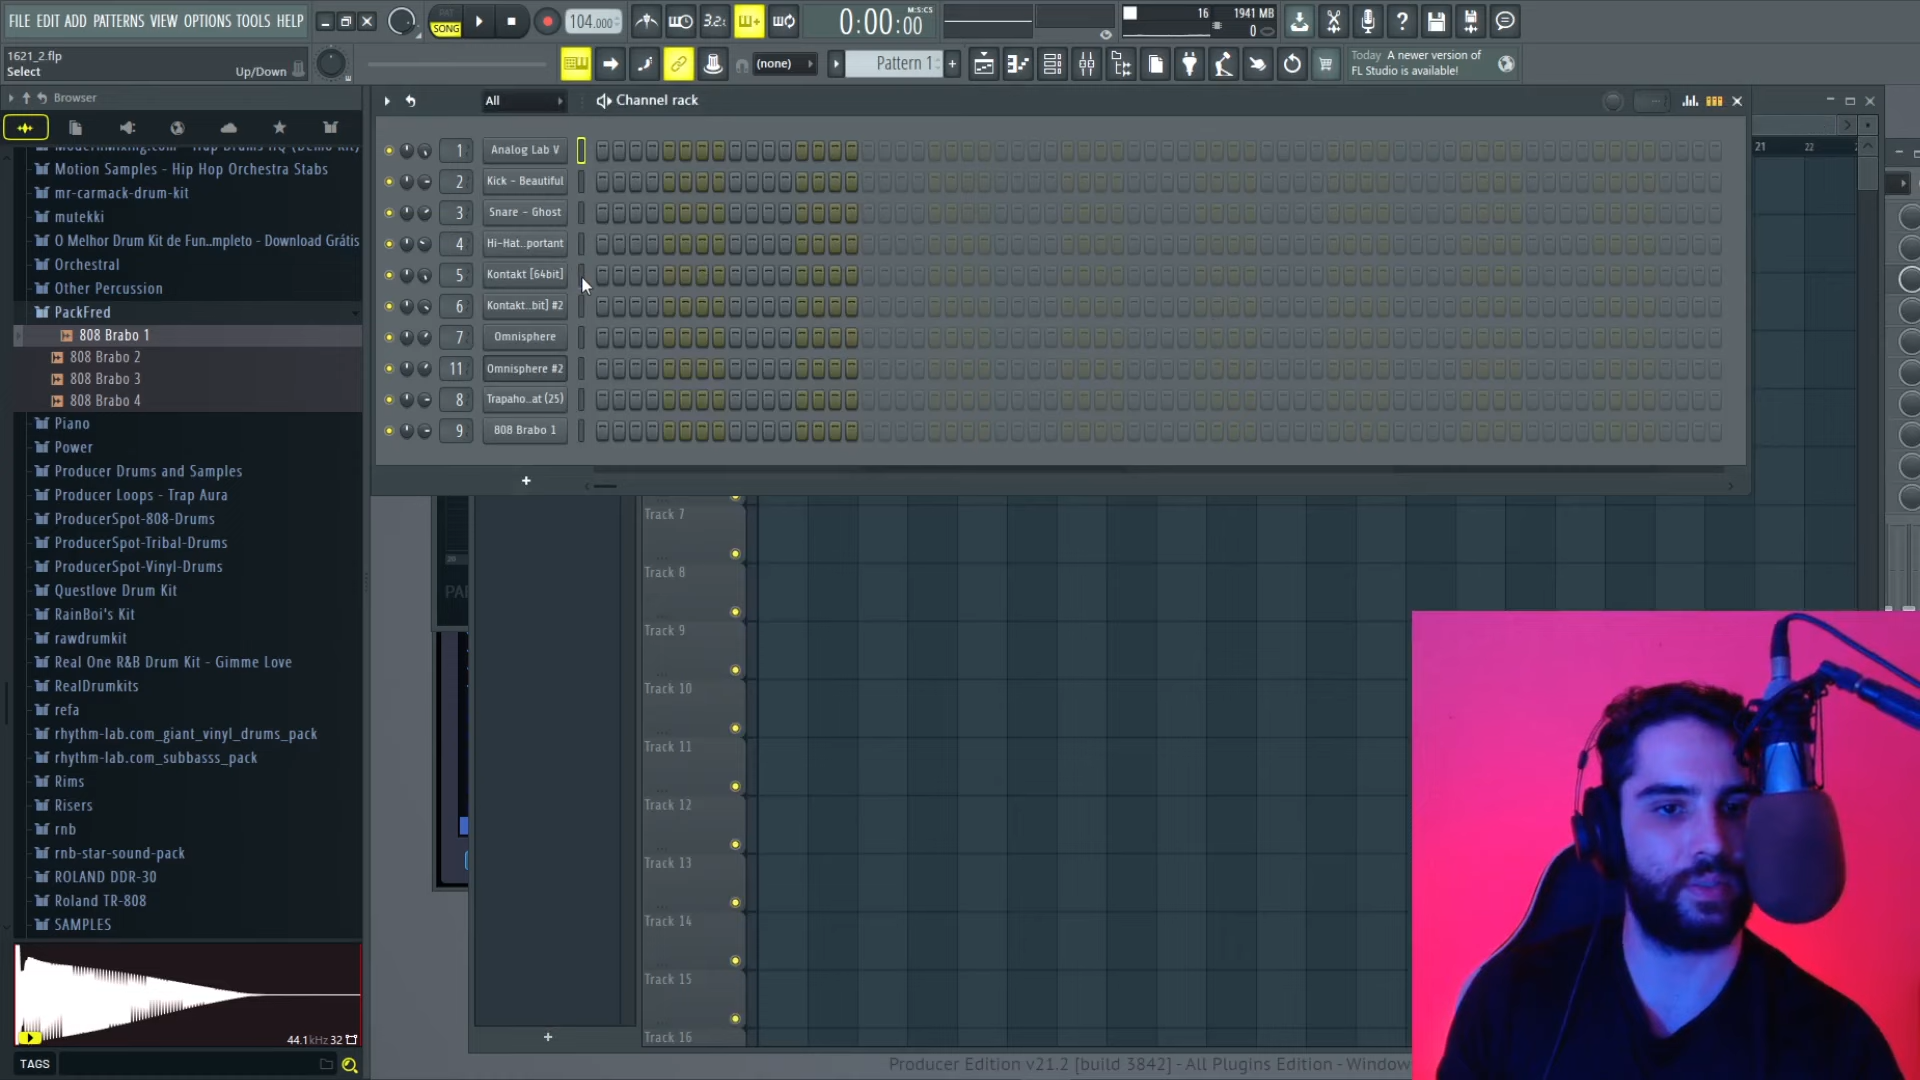 FILE EDIT ADD PATTERNS VIEW OPTIONS TOOLS HELP
PAT
SONG
104.000
3.2
0:00:00
M:S:CS
16
1941 MB
0
1621_2.flp
Select
Up/Down
(none)
Pattern 1
Today A newer version of
FL Studio is available!
Browser
All
Channel rack
21
22
Motion Samples - Hip Hop Orchestra Stabs
mr-carmack-drum-kit
mutekki
O Melhor Drum Kit de Fun..mpleto - Download Grátis
Orchestral
Other Percussion
PackFred
808 Brabo 1
808 Brabo 2
808 Brabo 3
808 Brabo 4
Piano
Power
Producer Drums and Samples
Producer Loops - Trap Aura
ProducerSpot-808-Drums
ProducerSpot-Tribal-Drums
ProducerSpot-Vinyl-Drums
Questlove Drum Kit
RainBoi's Kit
rawdrumkit
Real One R&B Drum Kit - Gimme Love
RealDrumkits
refa
rhythm-lab.com_giant_vinyl_drums_pack
rhythm-lab.com_subbasss_pack
Rims
Risers
rnb
rnb-star-sound-pack
ROLAND DDR-30
Roland TR-808
SAMPLES
44.1kHz 32
TAGS
1 Analog Lab V
2 Kick - Beautiful
3 Snare - Ghost
4 Hi-Hat..portant
5 Kontakt [64bit]
6 Kontakt..bit] #2
7 Omnisphere
11 Omnisphere #2
8 Trapaho..at (25)
9 808 Brabo 1
Track 7
Track 8
Track 9
Track 10
Track 11
Track 12
Track 13
Track 14
Track 15
Track 16
Producer Edition v21.2 [build 3842] - All Plugins Edition - Window